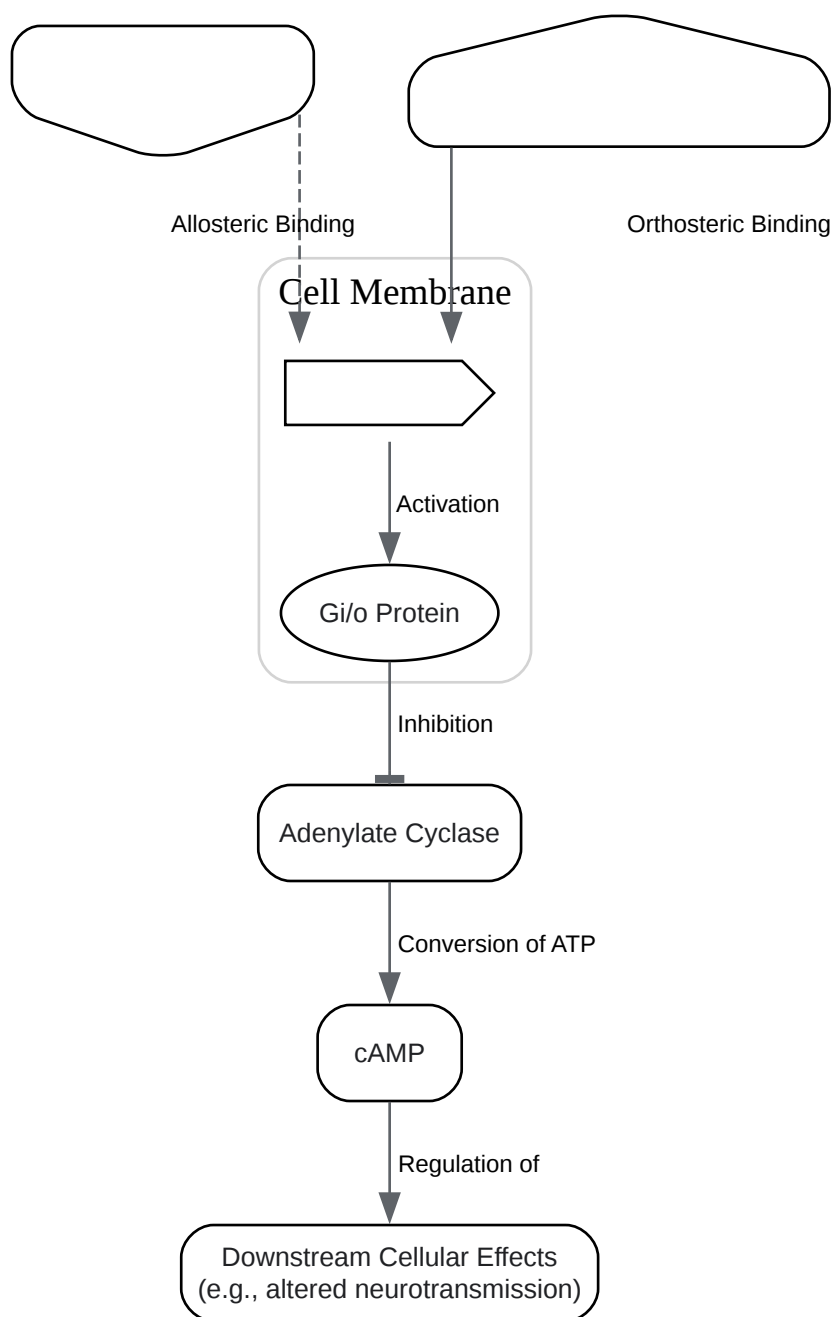 Allosteric Binding
Orthosteric Binding
Cell Membrane
Activation
Gi/o Protein
Inhibition
Adenylate Cyclase
Conversion of ATP
cAMP
Regulation of
Downstream Cellular Effects
(e.g., altered neurotransmission)